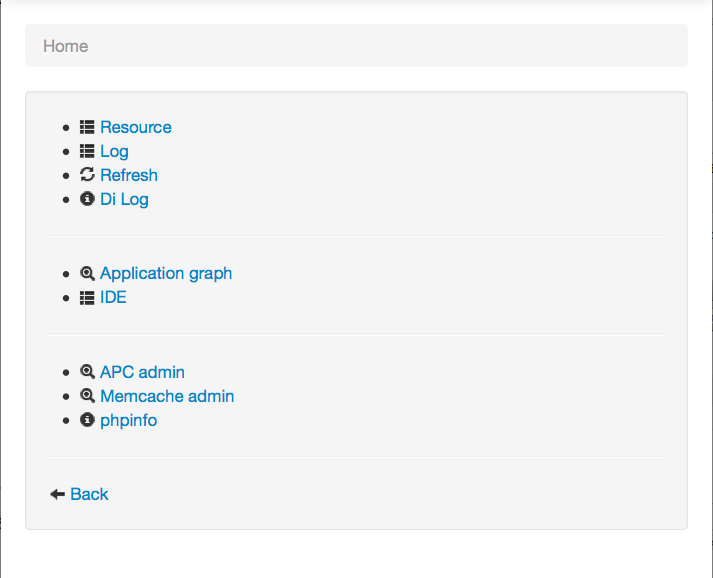 Home
Resource
Log
Refresh
Di Log
Application graph
IDE
APC admin
Memcache admin
phpinfo
Back